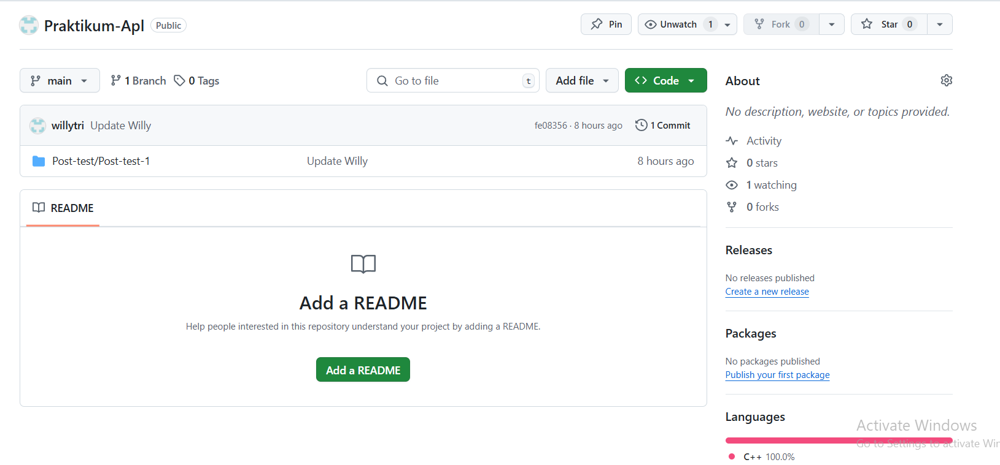 Praktikum-Apl Public Pin Unwatch 1 Fork 0 Star 0
main 1 Branch 0 Tags Go to file t Add file Code
willytri Update Willy fe08356 · 8 hours ago 1 Commit
Post-test/Post-test-1 Update Willy 8 hours ago
README
Add a README
Help people interested in this repository understand your project by adding a README.
Add a README
About
No description, website, or topics provided.
Activity
0 stars
1 watching
0 forks
Releases
No releases published
Create a new release
Packages
No packages published
Publish your first package
Languages
C++ 100.0%
Activate Windows
Go to Settings to activate Win